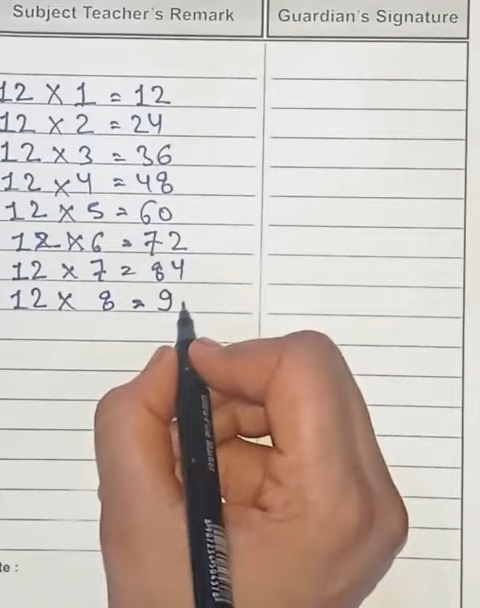 Subject Teacher's Remark Guardian's Signature
12 X 1 = 12
12 X 2 = 24
12 X 3 = 36
12 X 4 = 48
12 X 5 = 60
12 X 6 = 72
12 X 7 = 84
12 X 8 = 9
te :